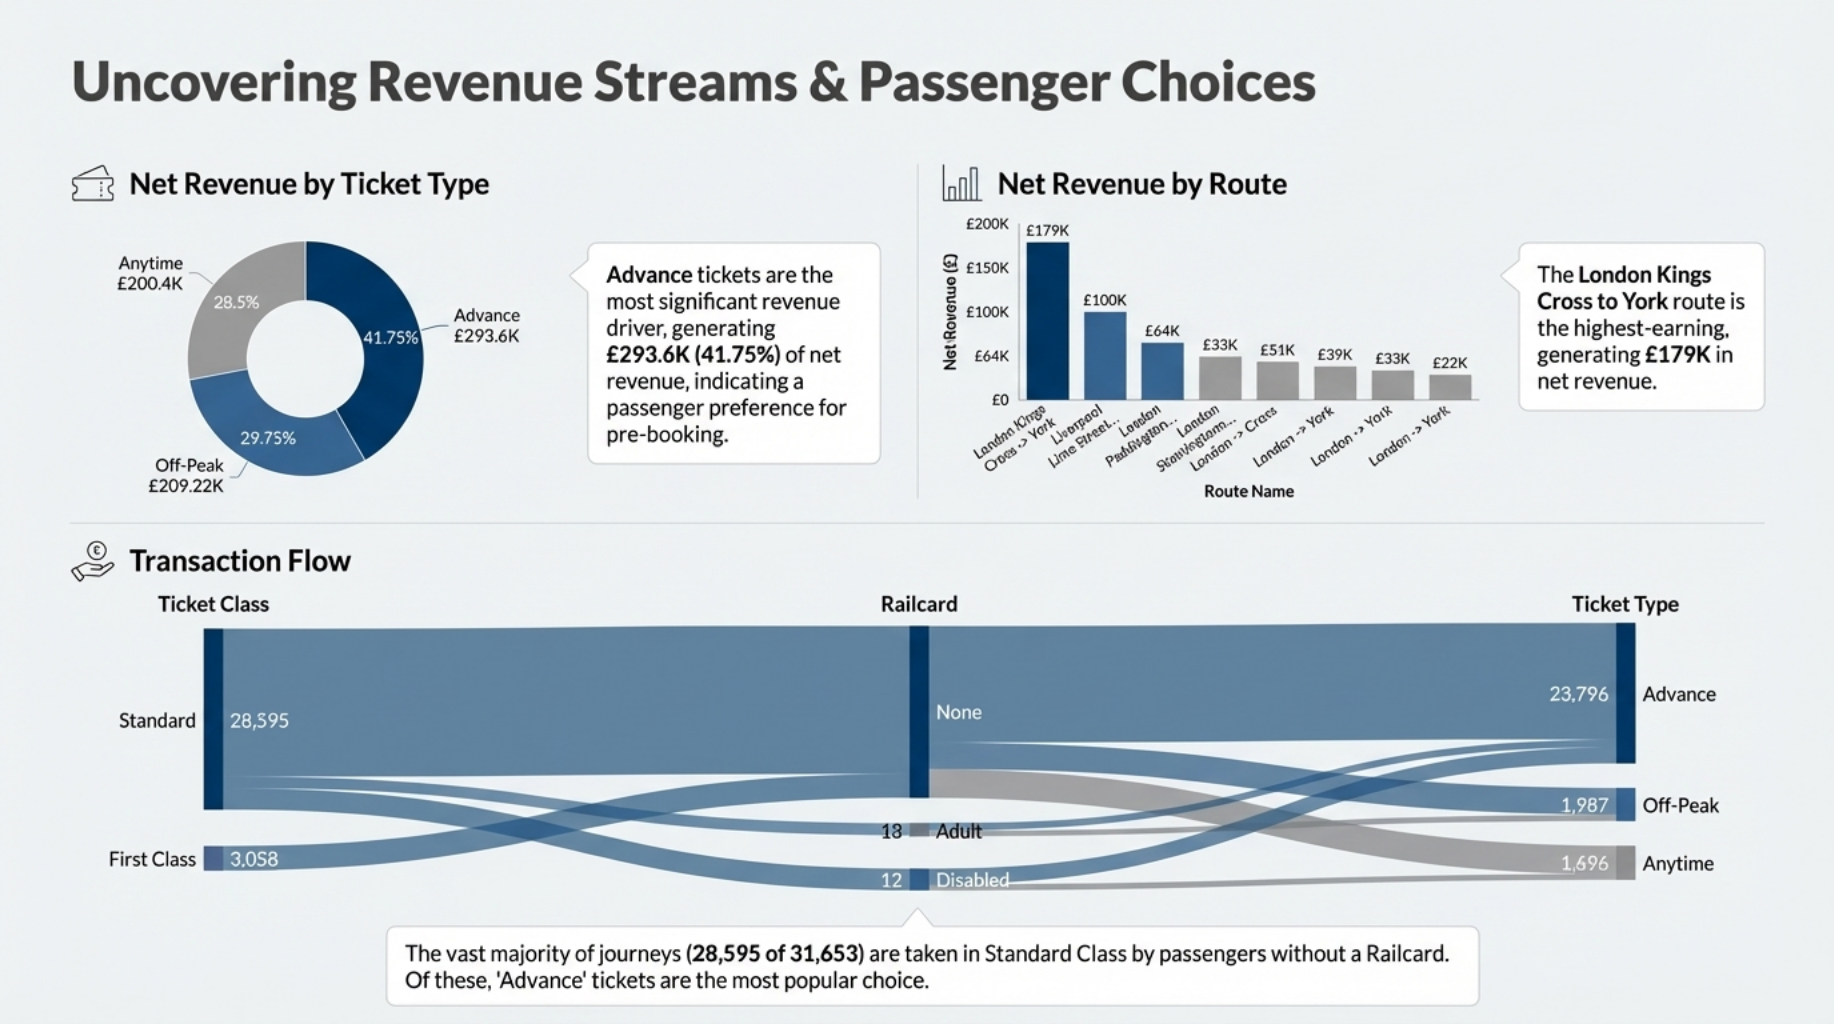 Uncovering Revenue Streams & Passenger Choices
Net Revenue by Ticket Type
Anytime
£200.4K
28.5%
41.75%
Advance
£293.6K
29.75%
Off-Peak
£209.22K
Advance tickets are the
most significant revenue
driver, generating
£293.6K (41.75%) of net
revenue, indicating a
passenger preference for
pre-booking.
Net Revenue by Route
£200K
£150K
£100K
£64K
£0
£179K
£100K
£64K
£33K
£51K
£39K
£33K
£22K
London
London
London -> York
London -> York
London -> York
Route Name
The London Kings
Cross to York route is
the highest-earning,
generating £179K in
net revenue.
Transaction Flow
Ticket Class
Railcard
Ticket Type
Standard
28,595
None
23,796
Advance
1,987
Off-Peak
Adult
First Class
3,058
1,696
Anytime
12
Disabled
The vast majority of journeys (28,595 of 31,653) are taken in Standard Class by passengers without a Railcard.
Of these, 'Advance' tickets are the most popular choice.